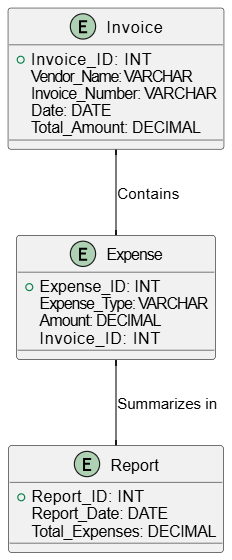 E Invoice
Invoice_ID: INT
Vendor_Name: VARCHAR
Invoice_Number: VARCHAR
Date: DATE
Total_Amount: DECIMAL
Contains
E Expense
Expense_ID: INT
Expense_Type: VARCHAR
Amount: DECIMAL
Invoice_ID: INT
Summarizes in
E Report
Report_ID: INT
Report_Date: DATE
Total_Expenses: DECIMAL